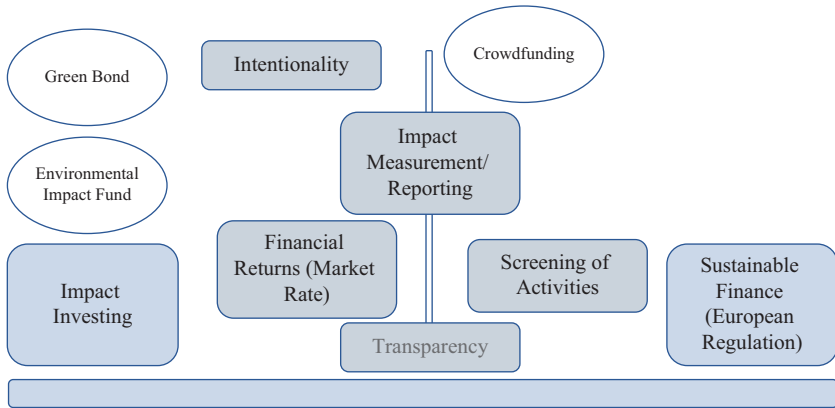 Green Bond
Intentionality
Crowdfunding
Environmental
Impact Fund
Impact
Measurement/
Reporting
Impact
Investing
Financial
Returns (Market
Rate)
Screening of
Activities
Sustainable
Finance
(European
Regulation)
Transparency